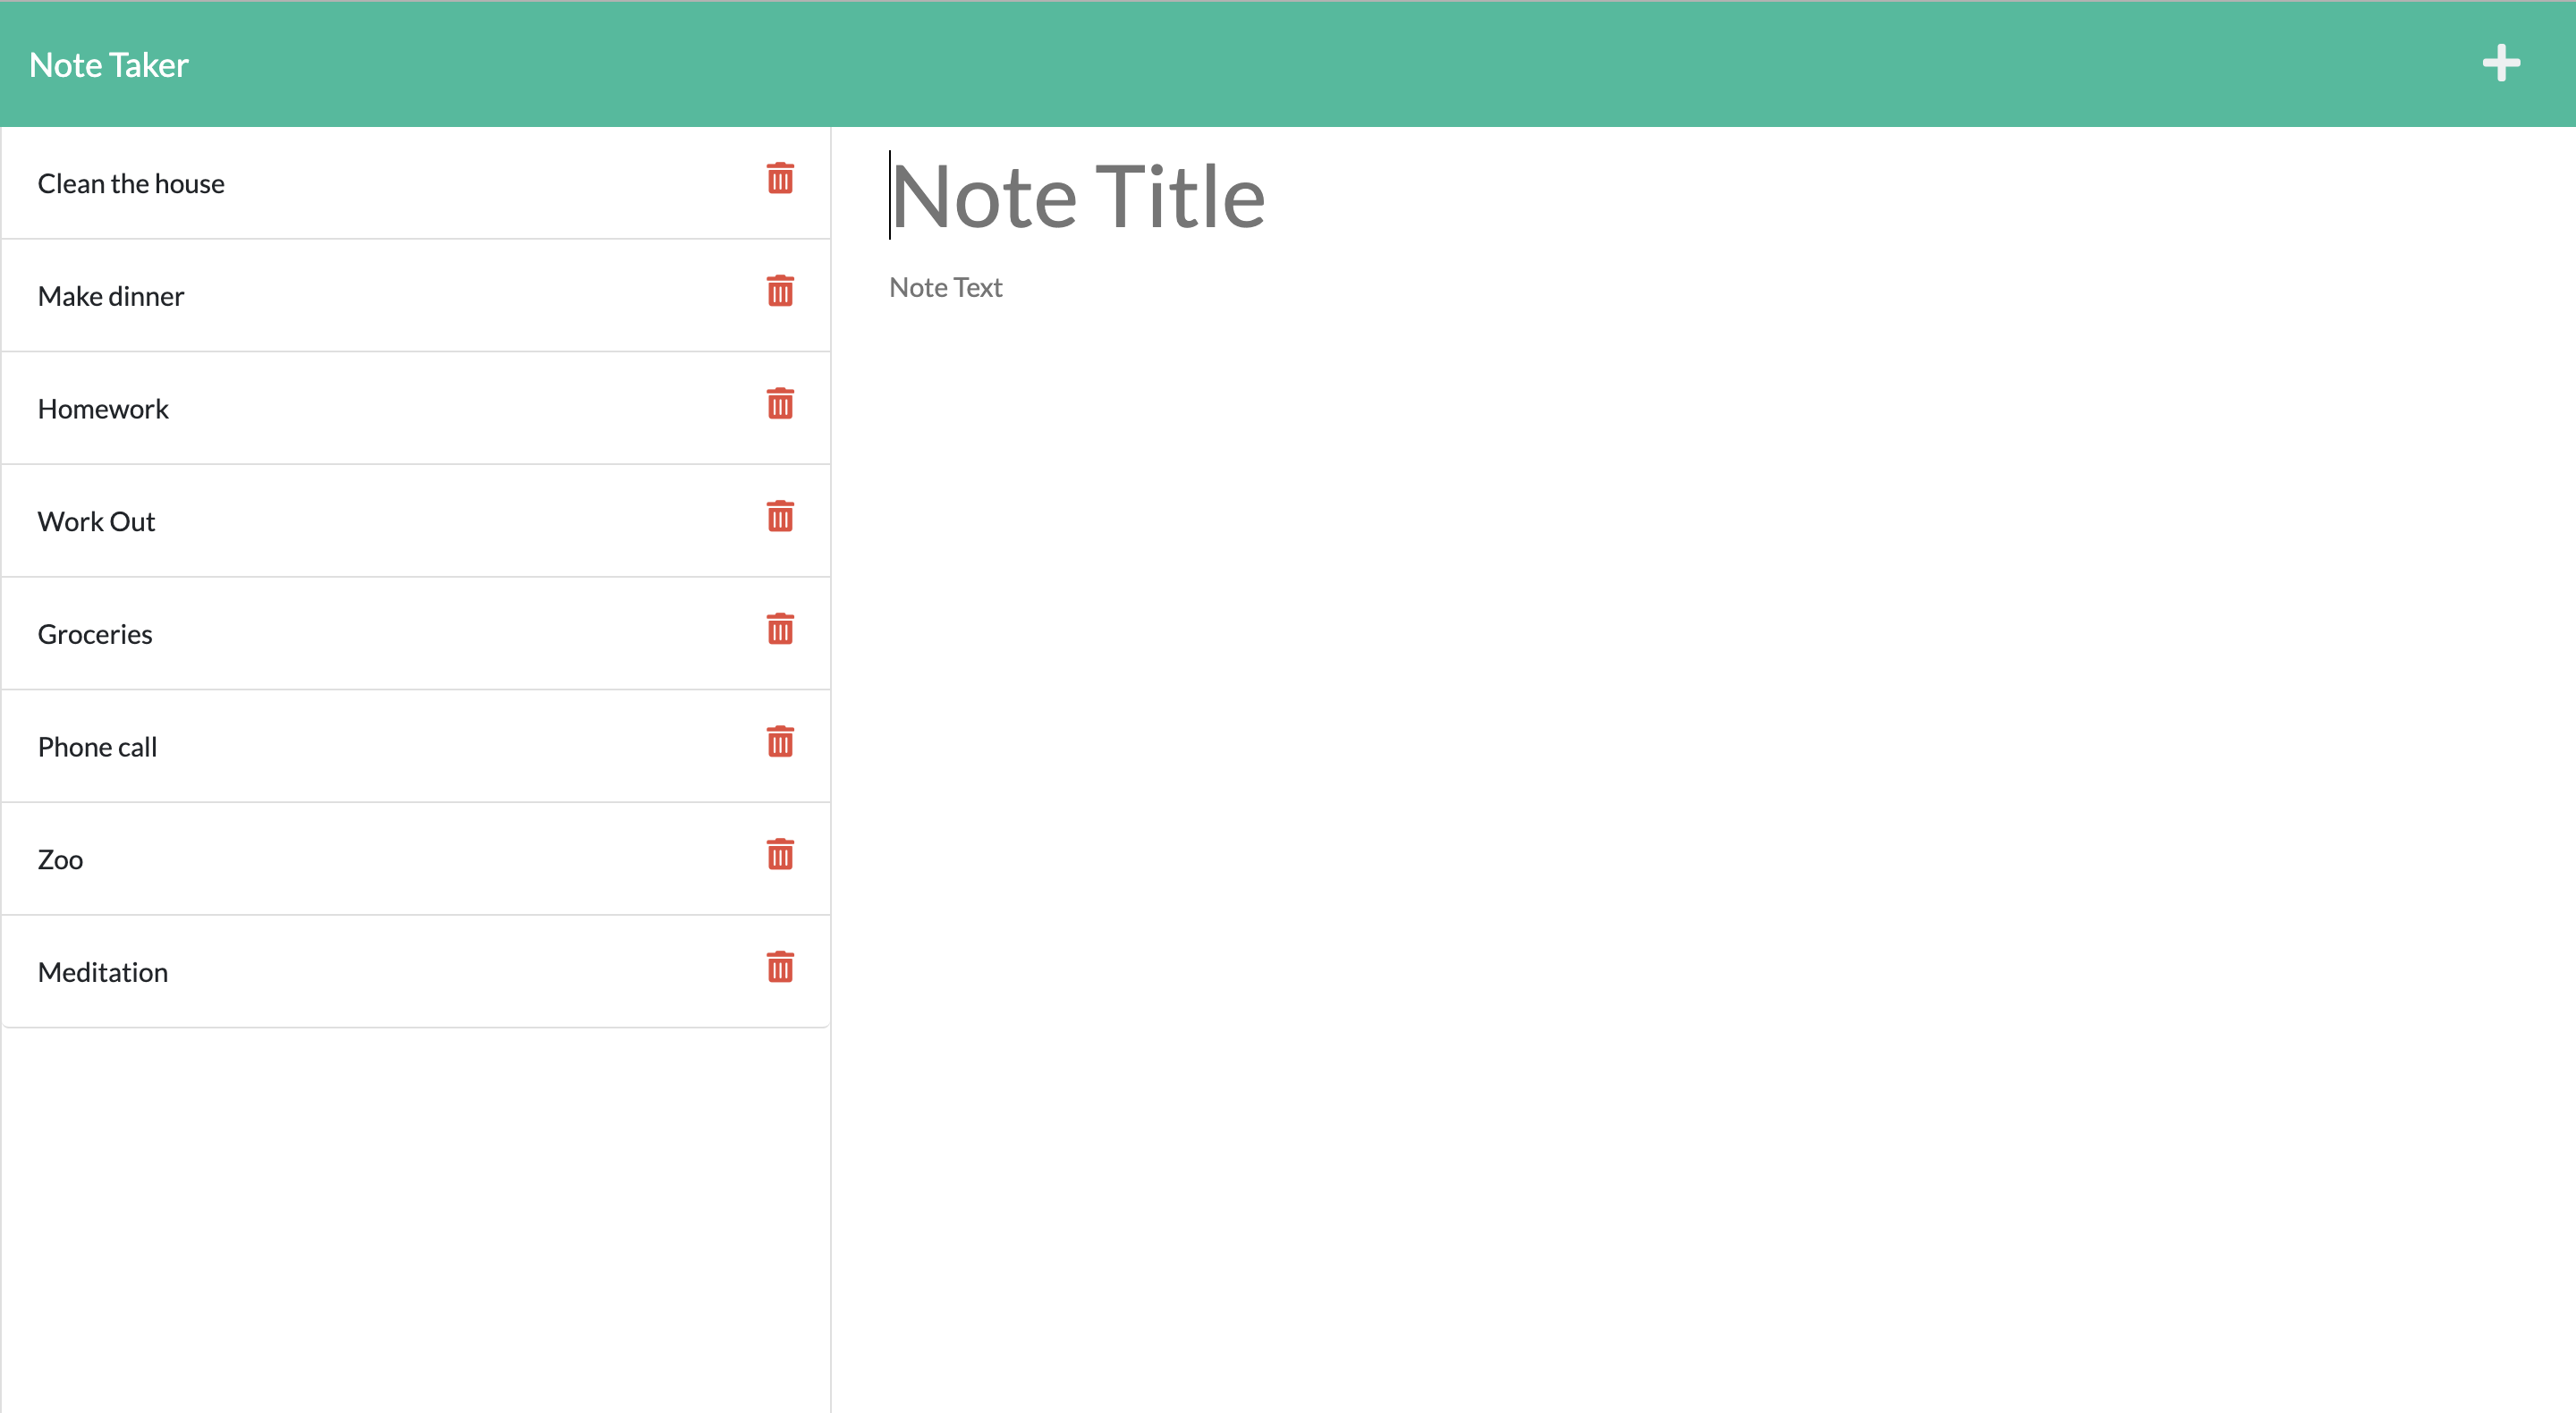 Note Taker
Clean the house
Make dinner
Homework
Work Out
Groceries
Phone call
Zoo
Meditation
Note Title
Note Text